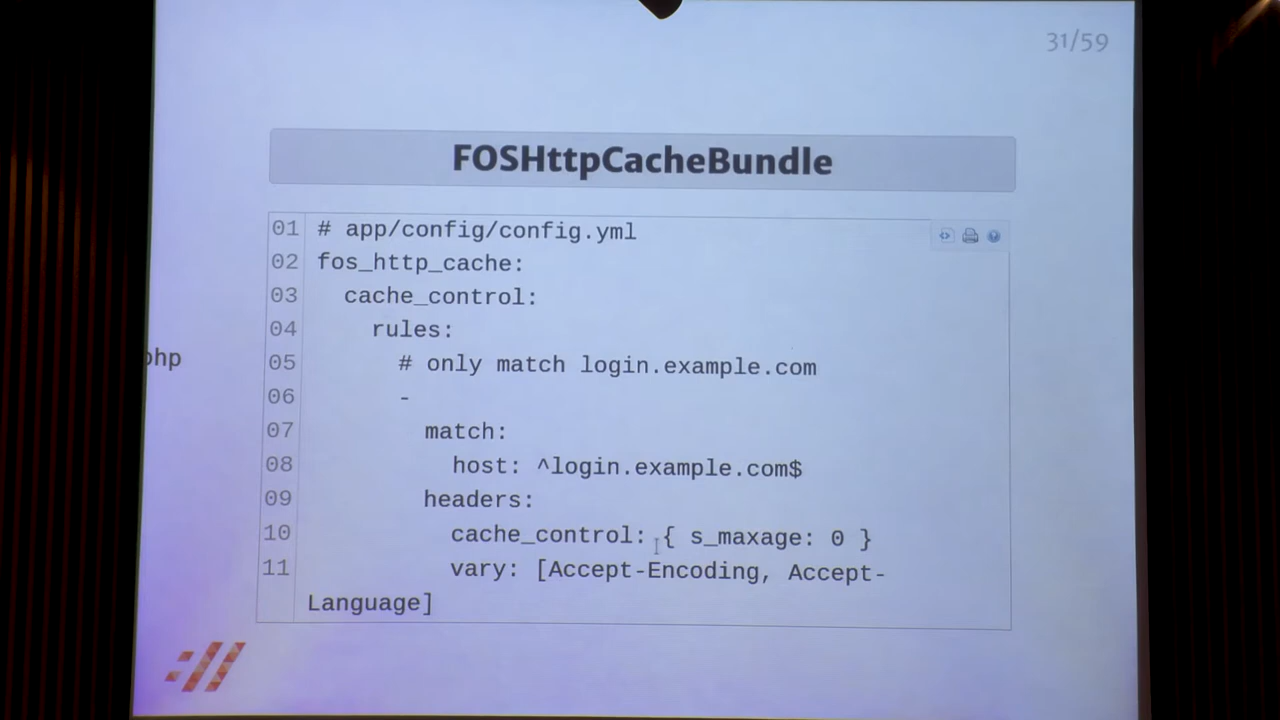 31/59
FOSHttpCacheBundle
01 # app/config/config.yml
02 fos_http_cache:
03 cache_control:
04 rules:
php
05 # only match login.example.com
06 -
07 match:
08 host: ^login.example.com$
09 headers:
10 cache_control: { s_maxage: 0 }
11 vary: [Accept-Encoding, Accept-
Language]
://